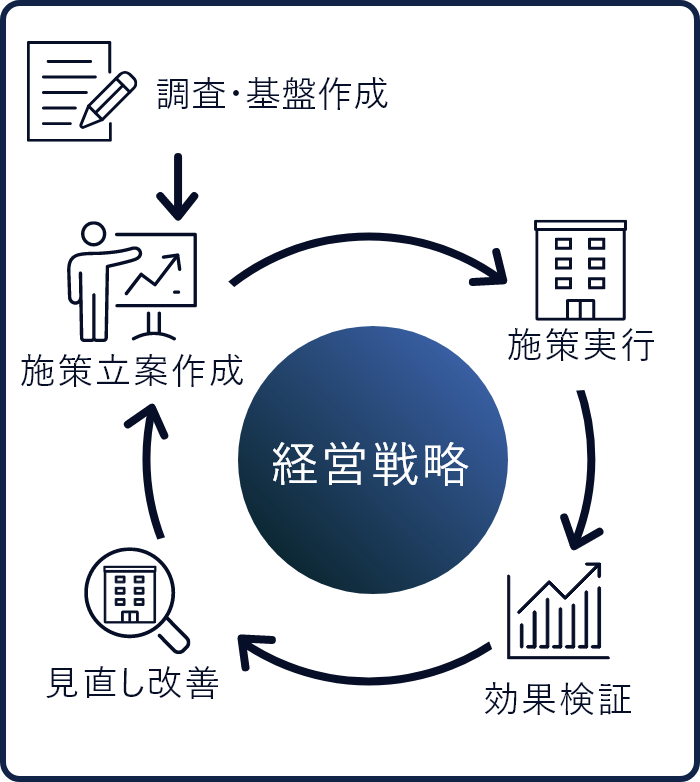 調査・基盤作成
施策立案作成
施策実行
経営戦略
見直し改善
効果検証